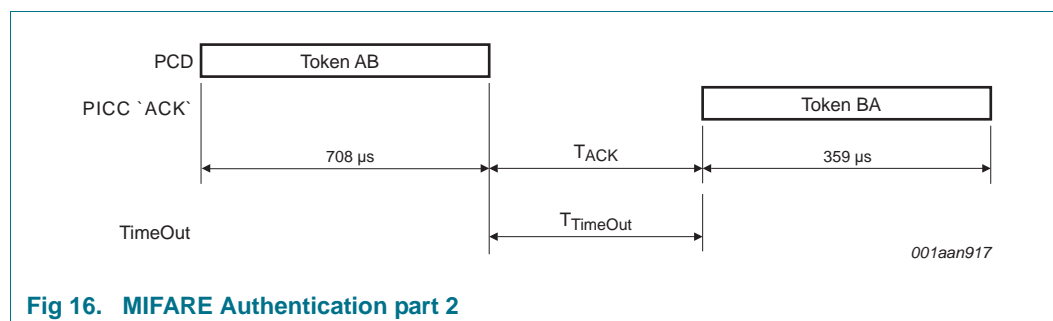 PCD Token AB
PICC `ACK` Token BA
708 µs TACK 359 µs
TimeOut TTimeOut
001aan917
Fig 16. MIFARE Authentication part 2